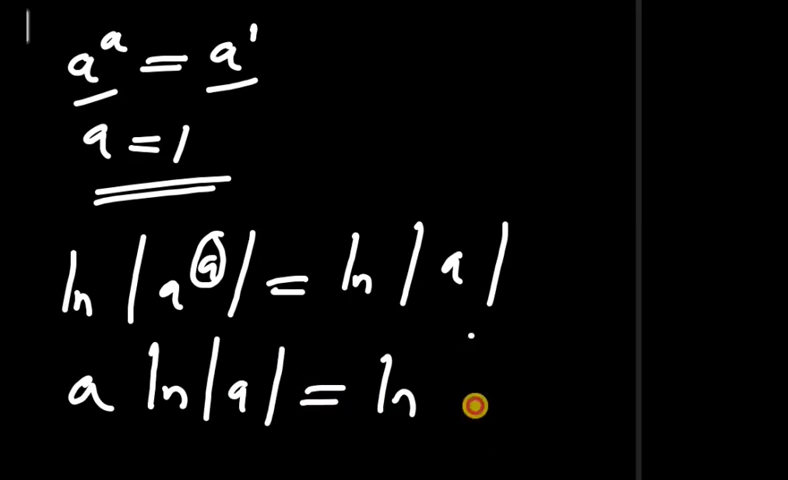 a^a = a^1
a = 1
ln |a^a| = ln |a|
a ln|a| = ln